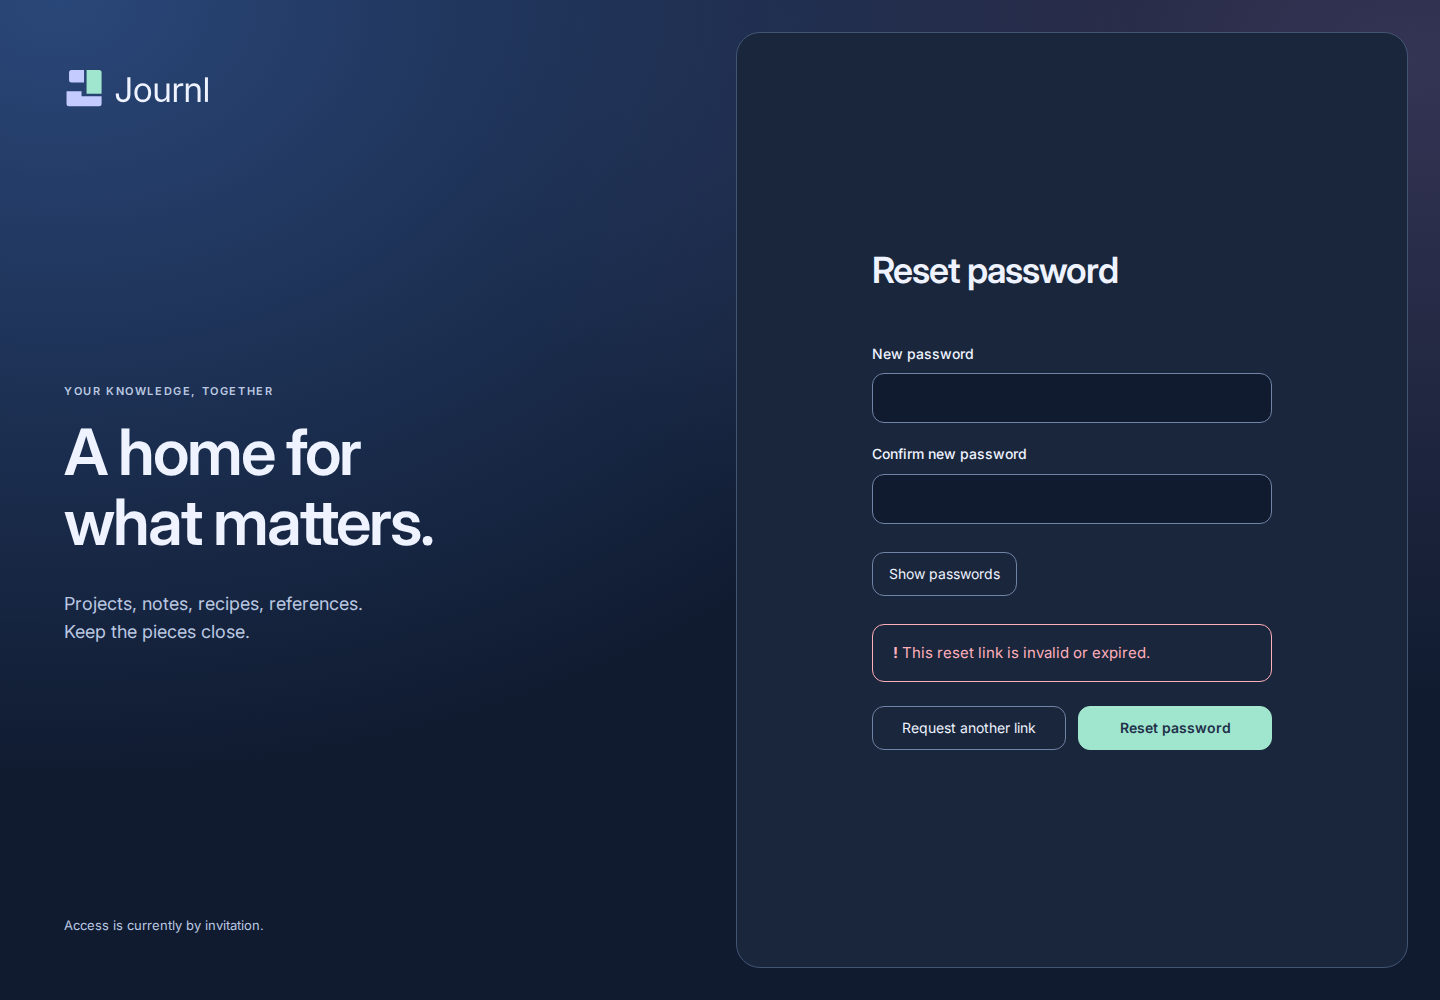 Journl
YOUR KNOWLEDGE, TOGETHER
A home for
what matters.
Projects, notes, recipes, references.
Keep the pieces close.
Access is currently by invitation.
Reset password
New password
Confirm new password
Show passwords
! This reset link is invalid or expired.
Request another link
Reset password